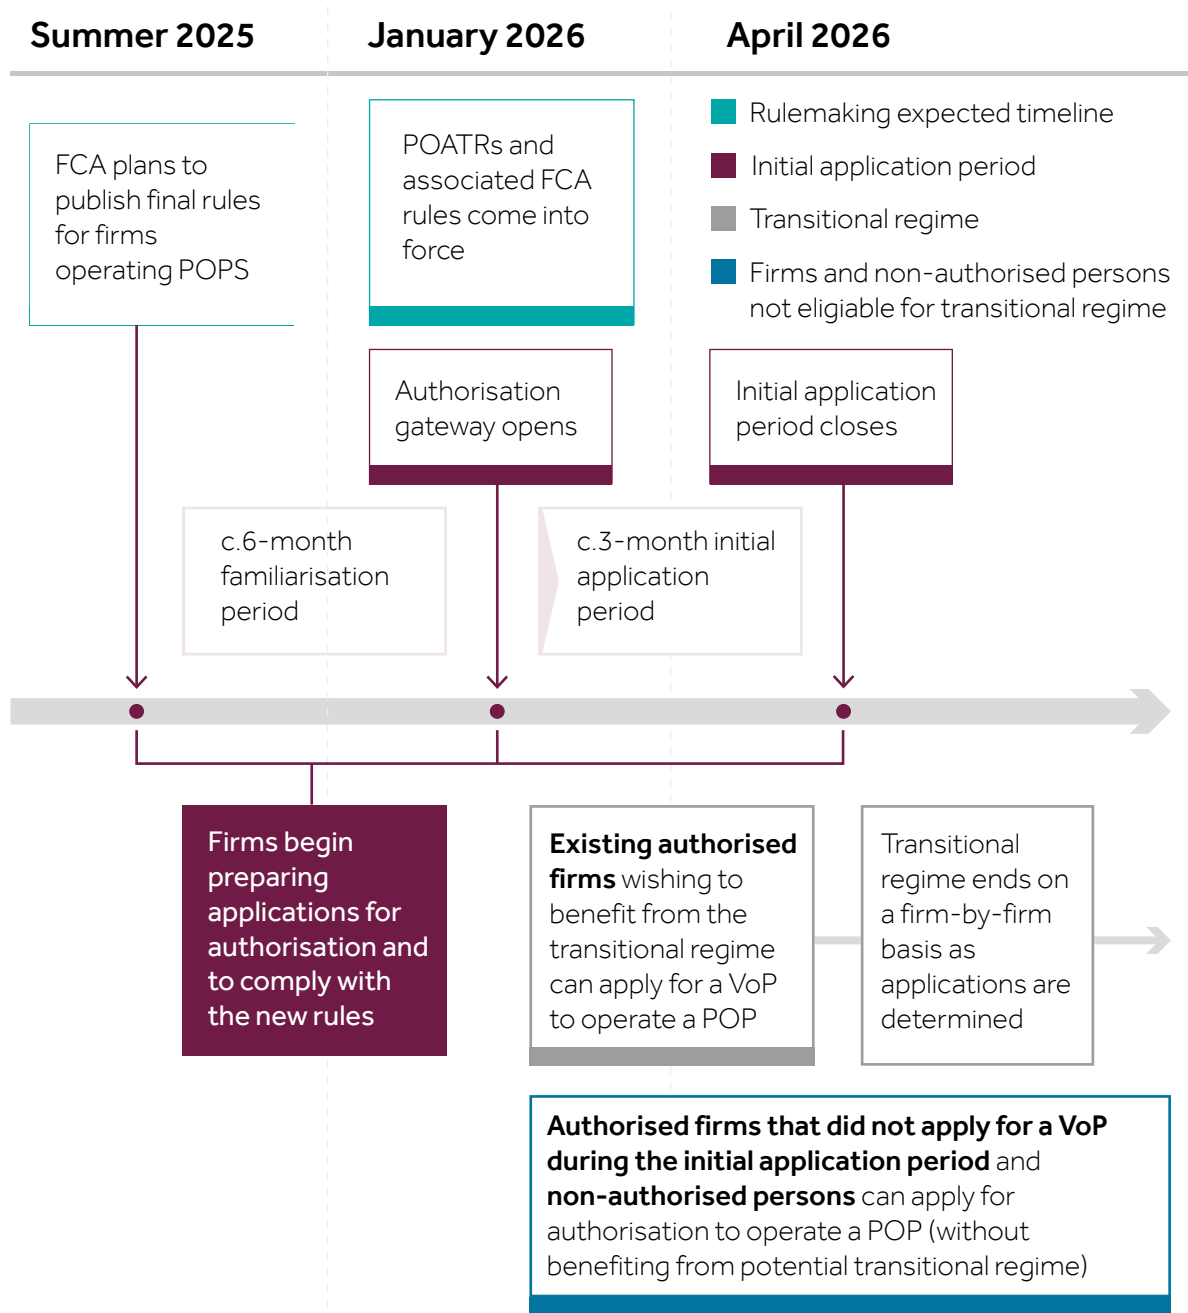 Summer 2025
January 2026
April 2026
FCA plans to
publish final rules
for firms
operating POPS
POATRs and
associated FCA
rules come into
force
Rulemaking expected timeline
Initial application period
Transitional regime
Firms and non-authorised persons
not eligiable for transitional regime
Authorisation
gateway opens
Initial application
period closes
c.6-month
familiarisation
period
c.3-month initial
application
period
Firms begin
preparing
applications for
authorisation and
to comply with
the new rules
Existing authorised
firms wishing to
benefit from the
transitional regime
can apply for a VoP
to operate a POP
Transitional
regime ends on
a firm-by-firm
basis as
applications are
determined
Authorised firms that did not apply for a VoP
during the initial application period and
non-authorised persons can apply for
authorisation to operate a POP (without
benefiting from potential transitional regime)